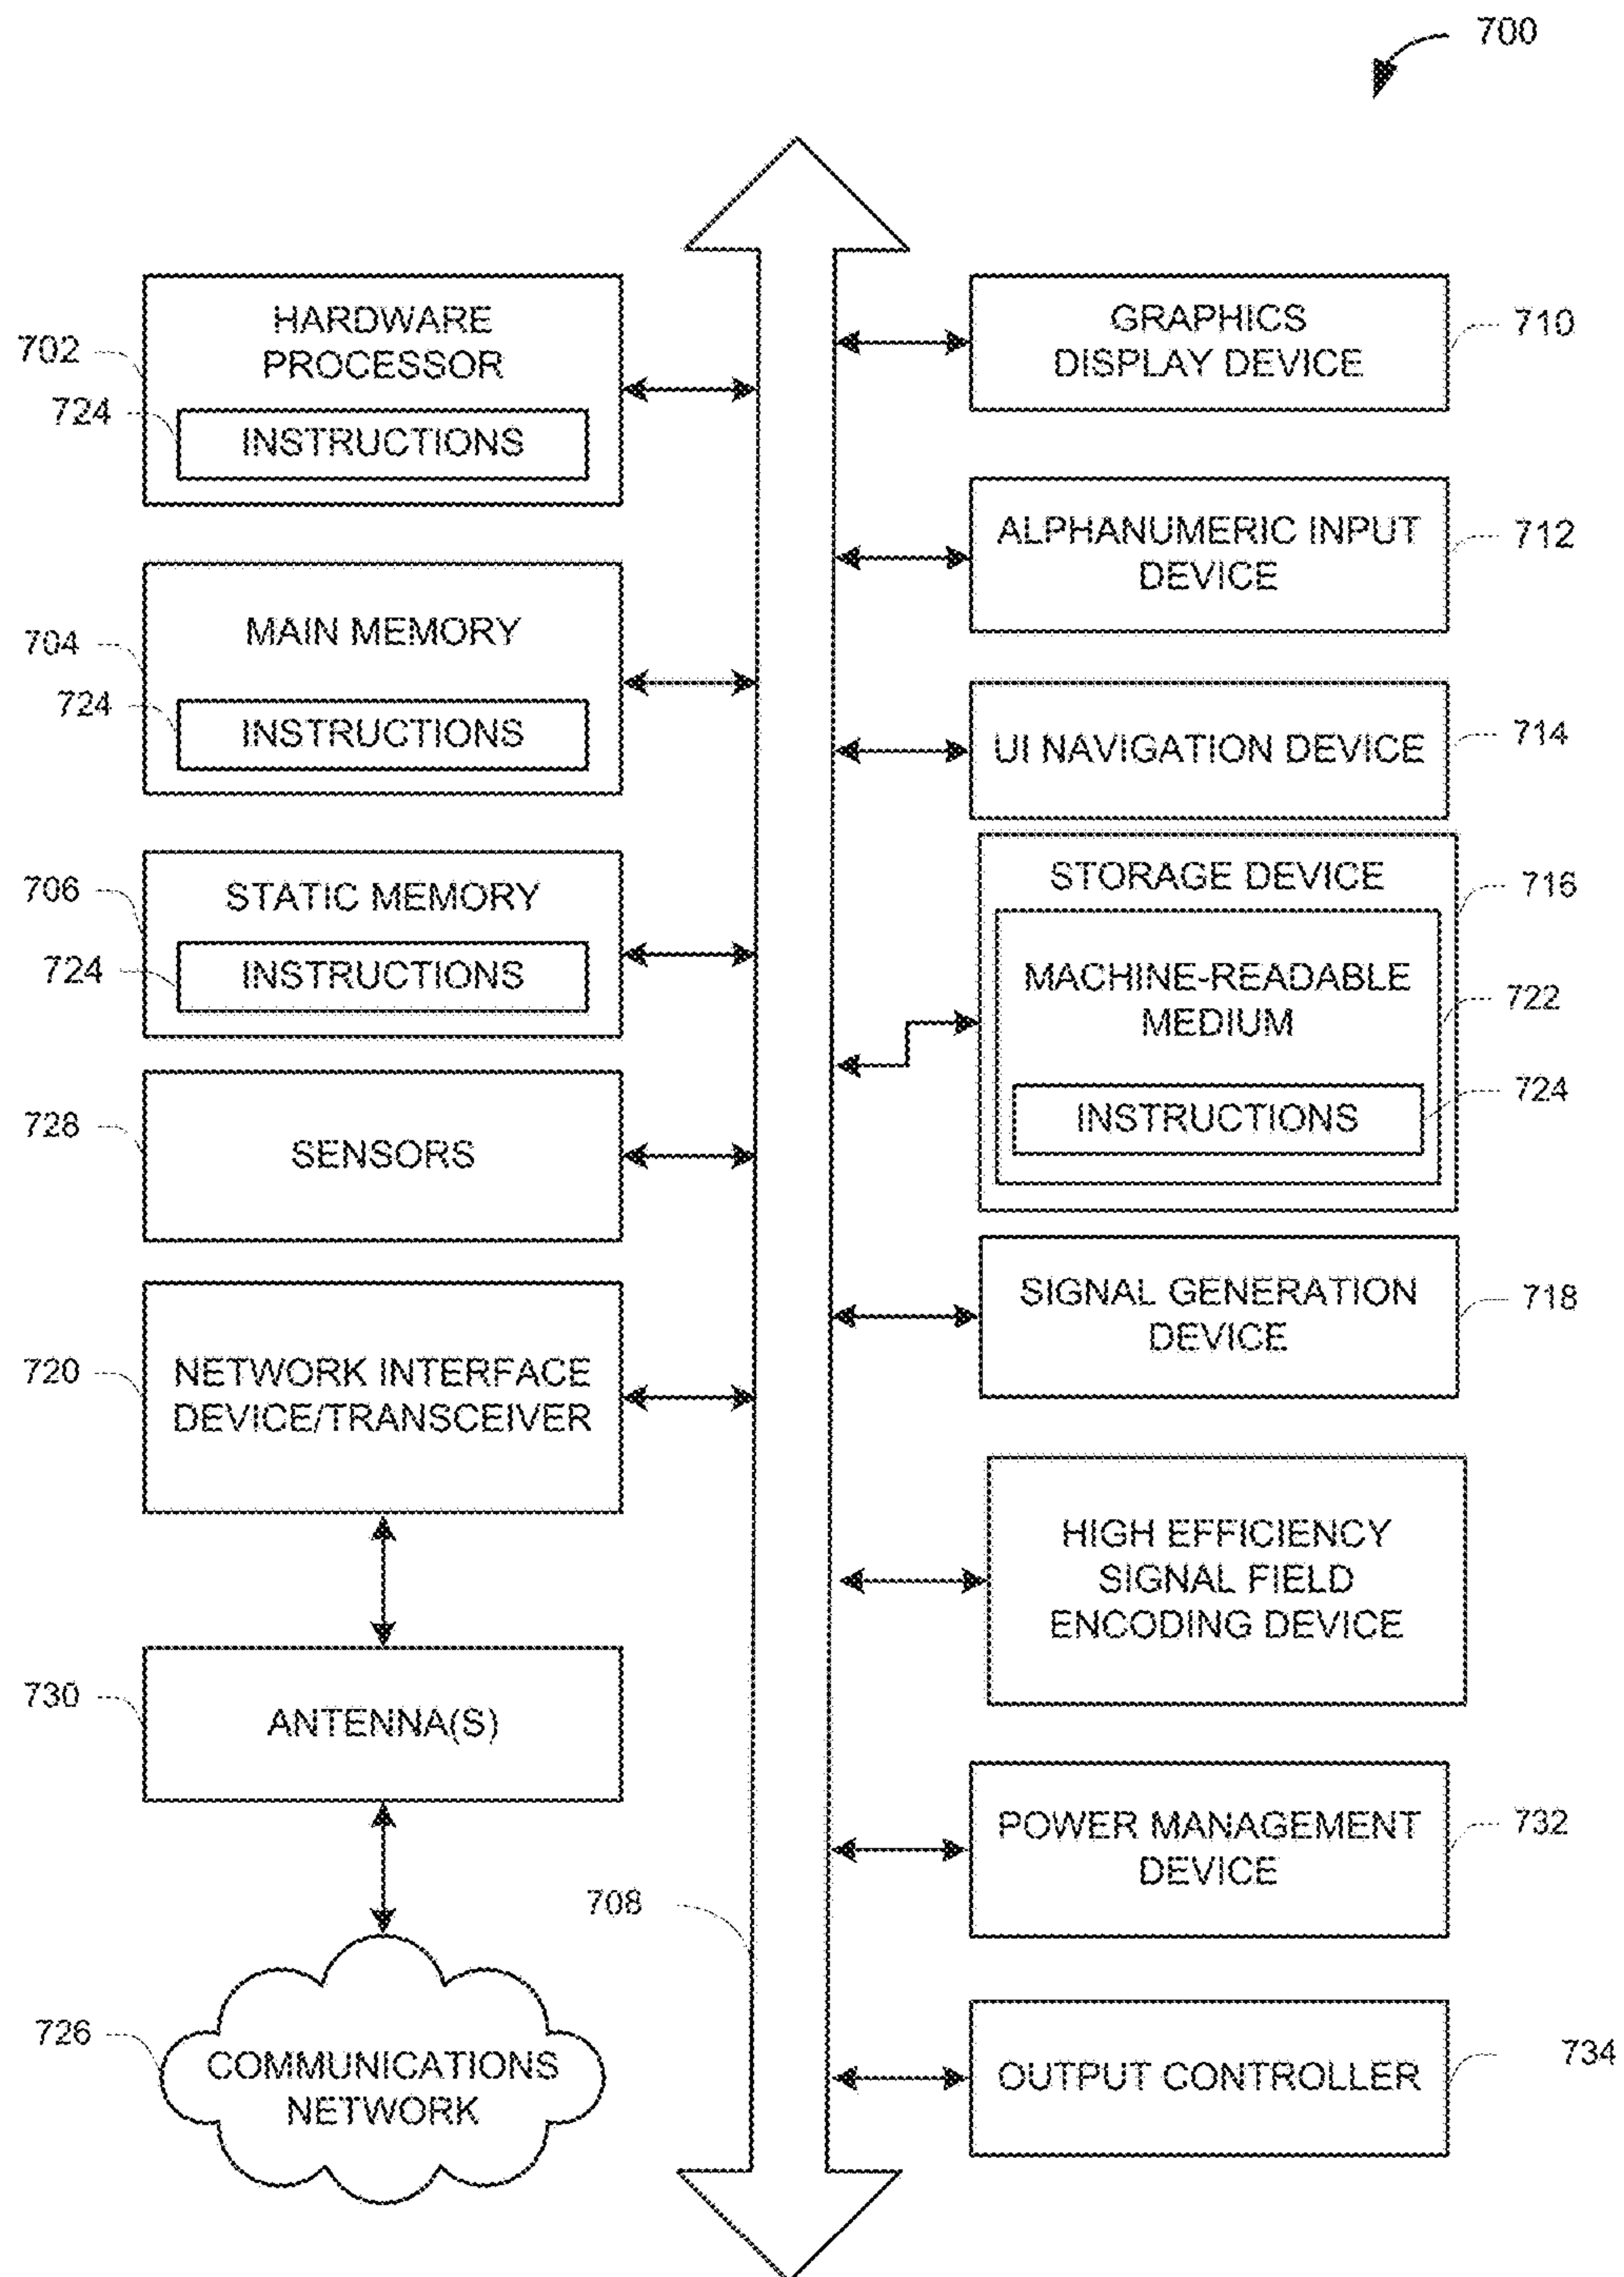 700
HARDWARE
PROCESSOR
702
724
INSTRUCTIONS
MAIN MEMORY
704
724
INSTRUCTIONS
706
STATIC MEMORY
724
INSTRUCTIONS
728
SENSORS
720
NETWORK INTERFACE
DEVICE/TRANSCEIVER
730
ANTENNA(S)
708
726
COMMUNICATIONS
NETWORK
GRAPHICS
DISPLAY DEVICE
710
ALPHANUMERIC INPUT
DEVICE
712
UI NAVIGATION DEVICE
714
STORAGE DEVICE
716
MACHINE-READABLE
MEDIUM
722
INSTRUCTIONS
724
SIGNAL GENERATION
DEVICE
718
HIGH EFFICIENCY
SIGNAL FIELD
ENCODING DEVICE
POWER MANAGEMENT
DEVICE
732
OUTPUT CONTROLLER
734